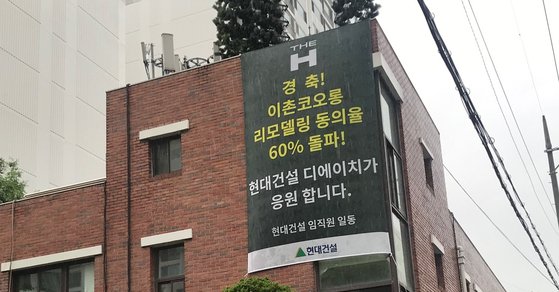 THE
H
경 축!
이촌코오롱
리모델링 동의율
60% 돌파!
현대건설 디에이치가
응원 합니다.
현대건설 임직원 일동
현대건설